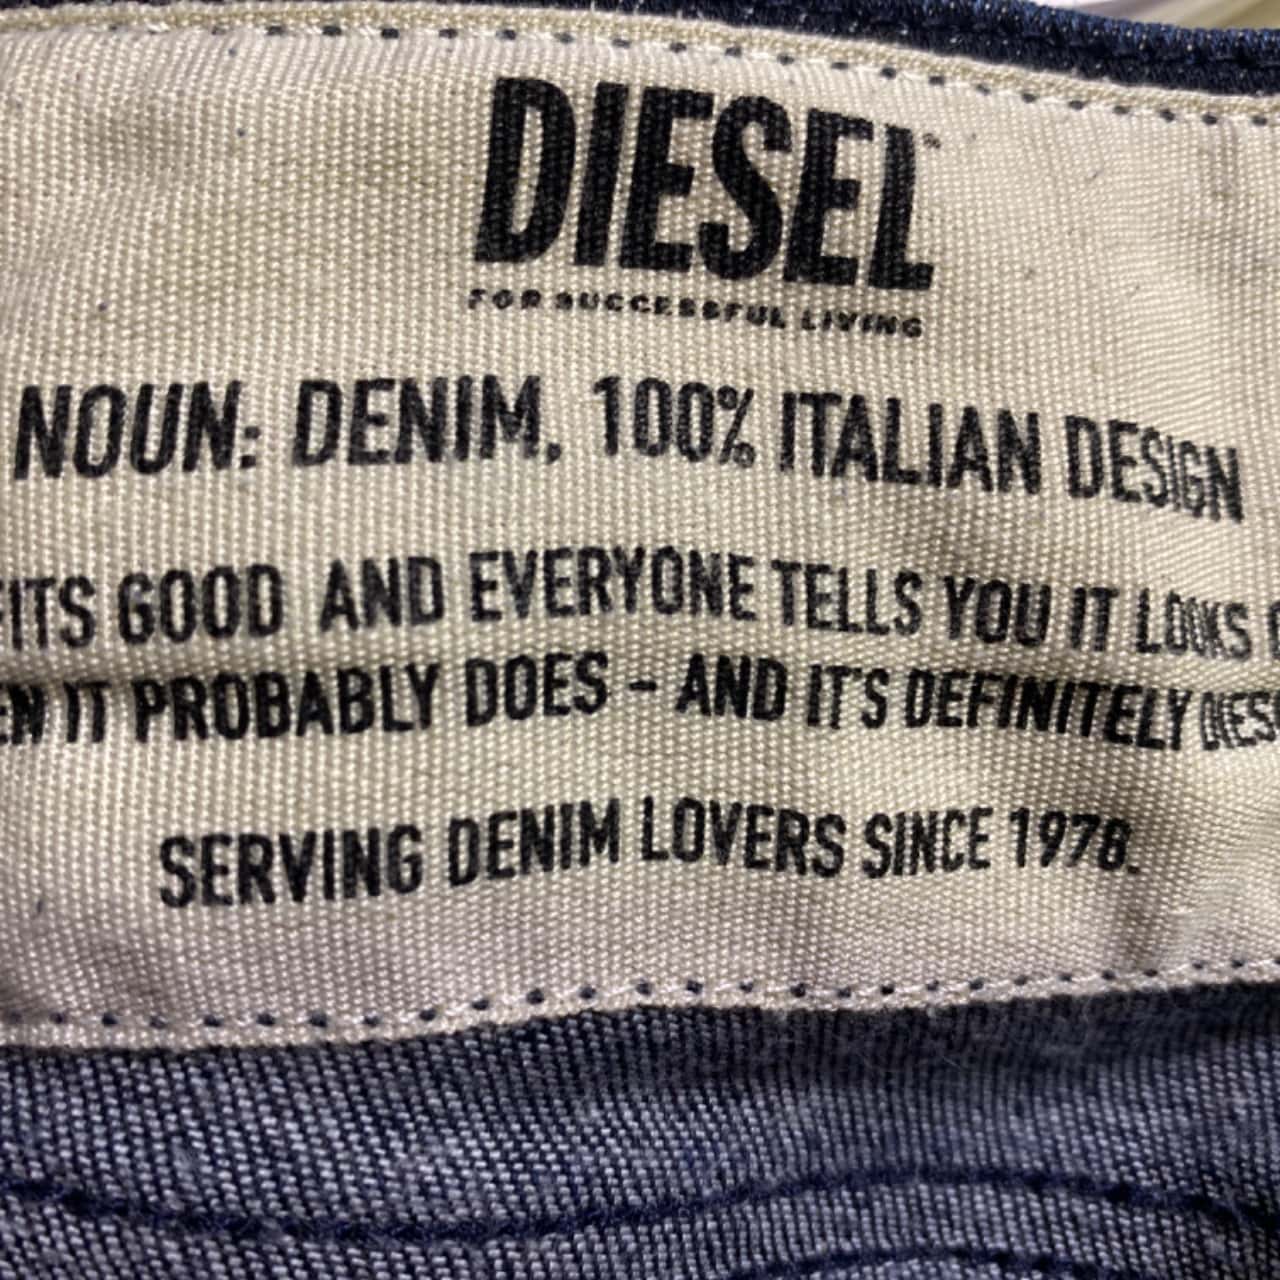 DIESEL
FOR SUCCESSFUL LIVING
NOUN: DENIM, 100% ITALIAN DESIGN
FITS GOOD AND EVERYONE TELLS YOU IT LOOKS
IT PROBABLY DOES - AND IT'S DEFINITELY
SERVING DENIM LOVERS SINCE 1978.